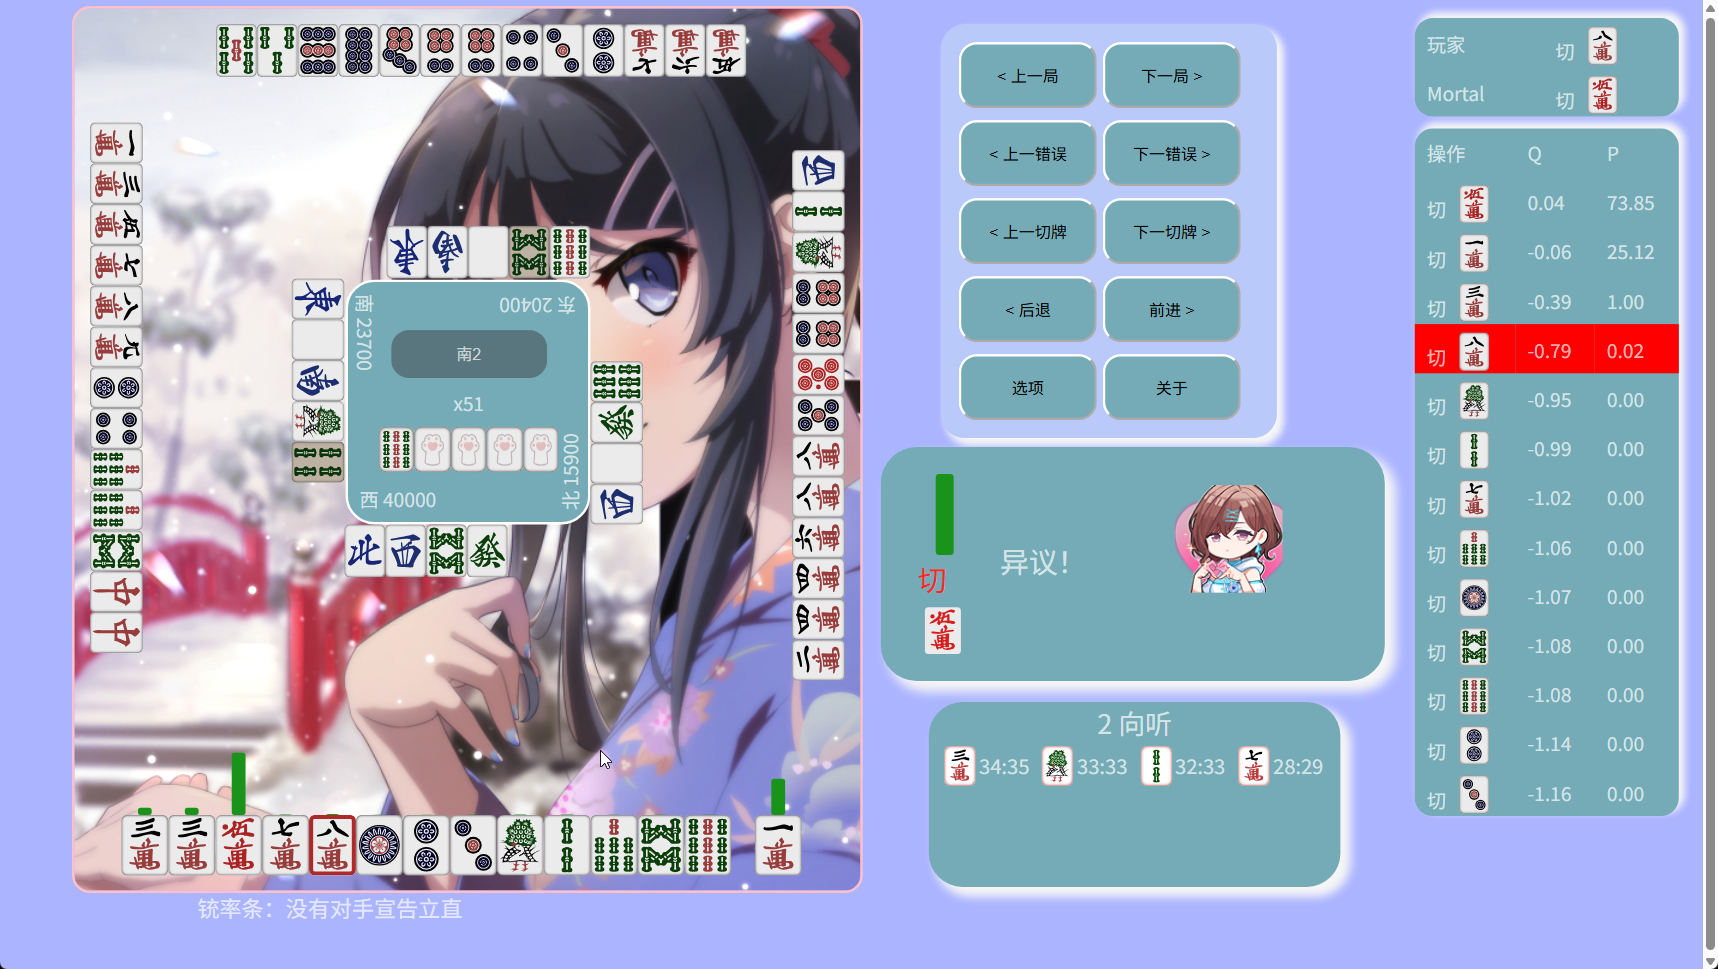 南 23700
东 20400
南2
x51
西 40000
北 15900
铳率条：没有对手宣告立直
< 上一局
下一局 >
< 上一错误
下一错误 >
< 上一切牌
下一切牌 >
< 后退
前进 >
选项
关于
切
异议！
2 向听
34:35
33:33
32:33
28:29
玩家 切
Mortal 切
操作 Q P
切 0.04 73.85
切 -0.06 25.12
切 -0.39 1.00
切 -0.79 0.02
切 -0.95 0.00
切 -0.99 0.00
切 -1.02 0.00
切 -1.06 0.00
切 -1.07 0.00
切 -1.08 0.00
切 -1.08 0.00
切 -1.14 0.00
切 -1.16 0.00